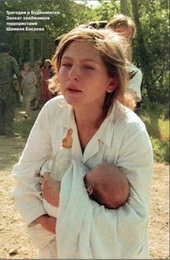 Трагедия в Буденновске.
Захват заложников
террористами
Шамиля Басаева